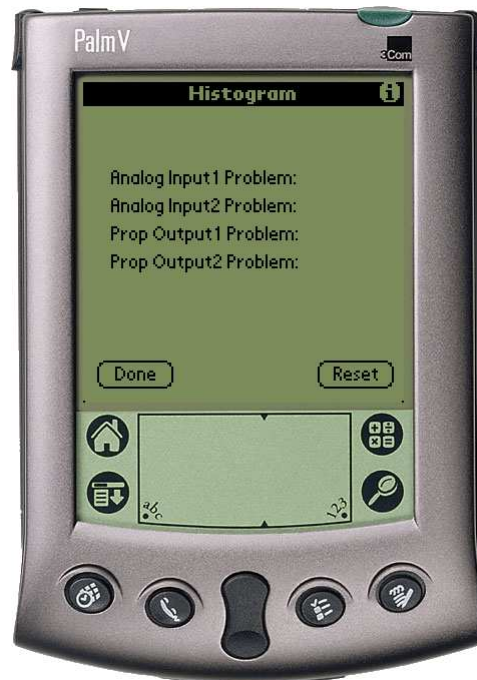 Palm V
3Com
Histogram
i
Analog Input1 Problem:
Analog Input2 Problem:
Prop Output1 Problem:
Prop Output2 Problem:
Done
Reset
abc
123